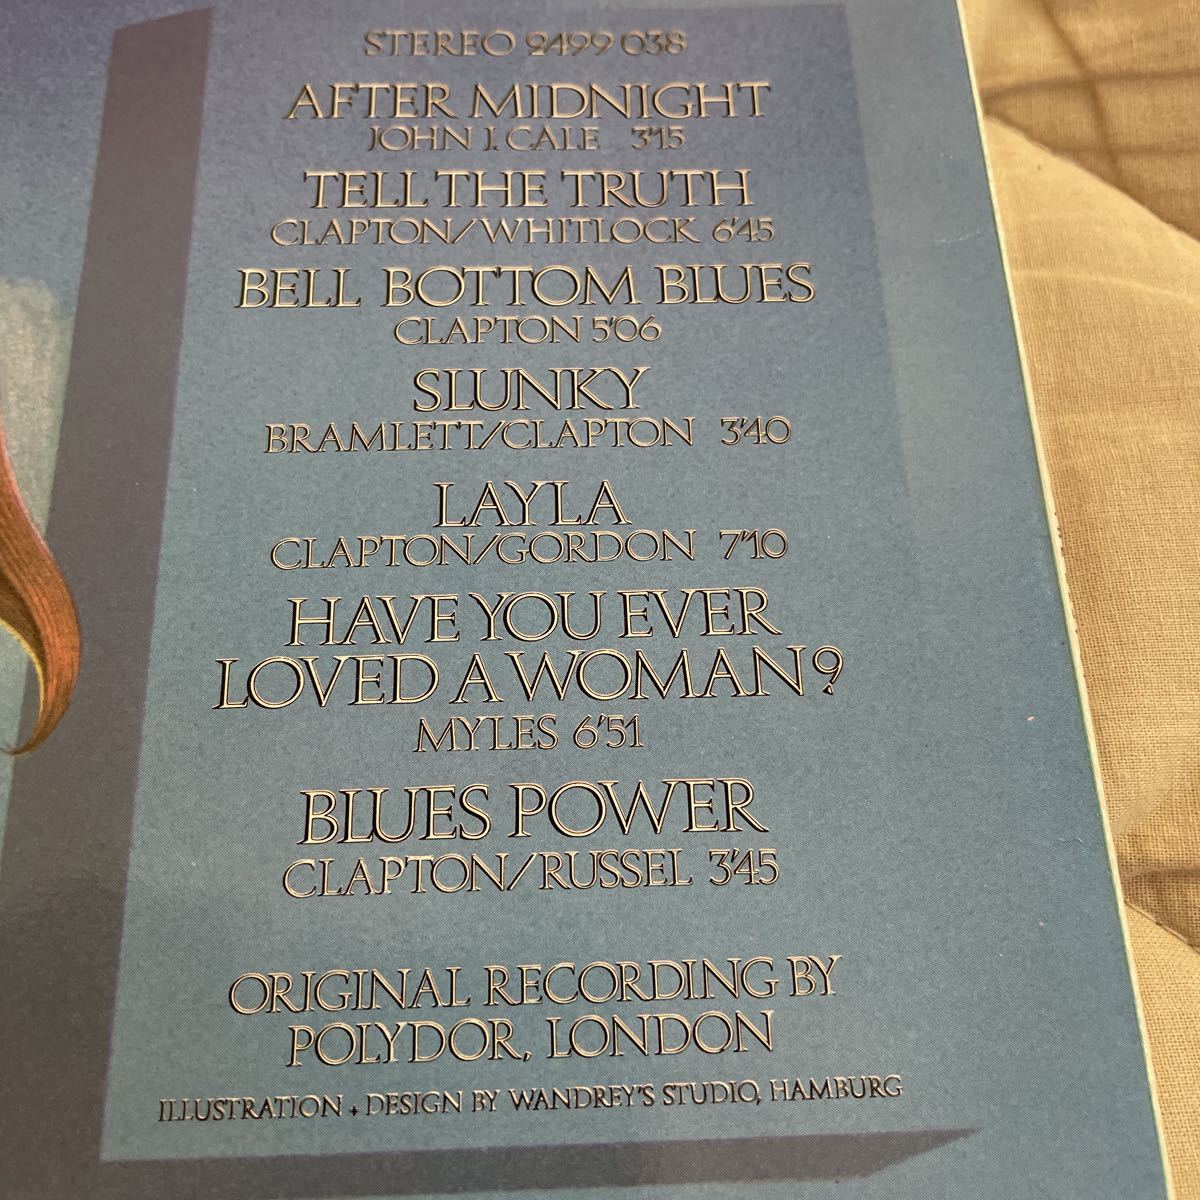 STEREO 2499 038
AFTER MIDNIGHT
JOHN J. CALE 3'15
TELL THE TRUTH
CLAPTON/WHITLOCK 6'45
BELL BOTTOM BLUES
CLAPTON 5'06
SLUNKY
BRAMLETT/CLAPTON 3'40
LAYLA
CLAPTON/GORDON 7'10
HAVE YOU EVER
LOVED A WOMAN?
MYLES 6'51
BLUES POWER
CLAPTON/RUSSEL 3'45
ORIGINAL RECORDING BY
POLYDOR, LONDON
ILLUSTRATION + DESIGN BY WANDREY'S STUDIO, HAMBURG